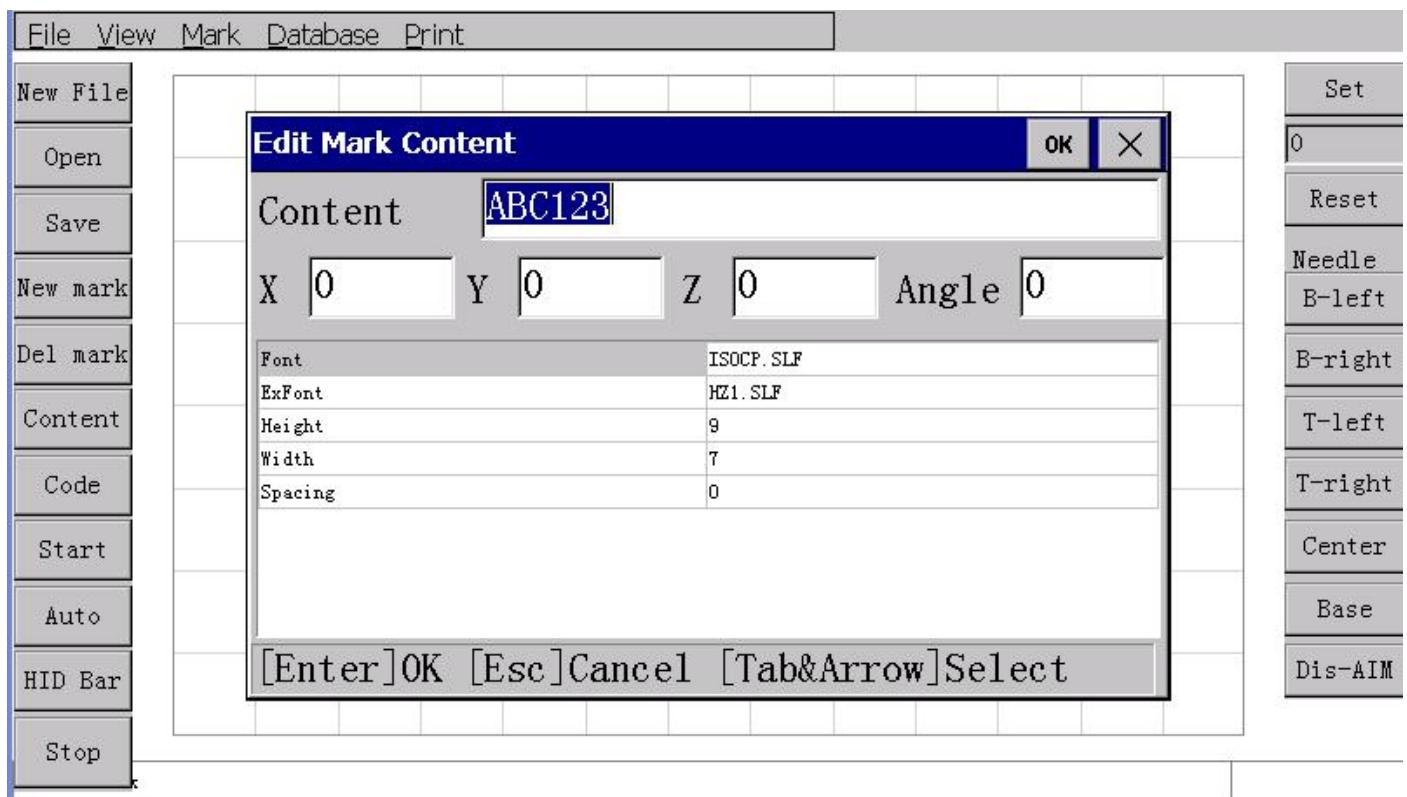 File View Mark Database Print
New File
Open
Save
New mark
Del mark
Content
Code
Start
Auto
HID Bar
Stop
Edit Mark Content OK
Content ABC123
X 0 Y 0 Z 0 Angle 0
Font ISOCP.SLF
ExFont HZ1.SLF
Height 9
Width 7
Spacing 0
[Enter]OK [Esc]Cancel [Tab&Arrow]Select
Set
0
Reset
Needle
B-left
B-right
T-left
T-right
Center
Base
Dis-AIM